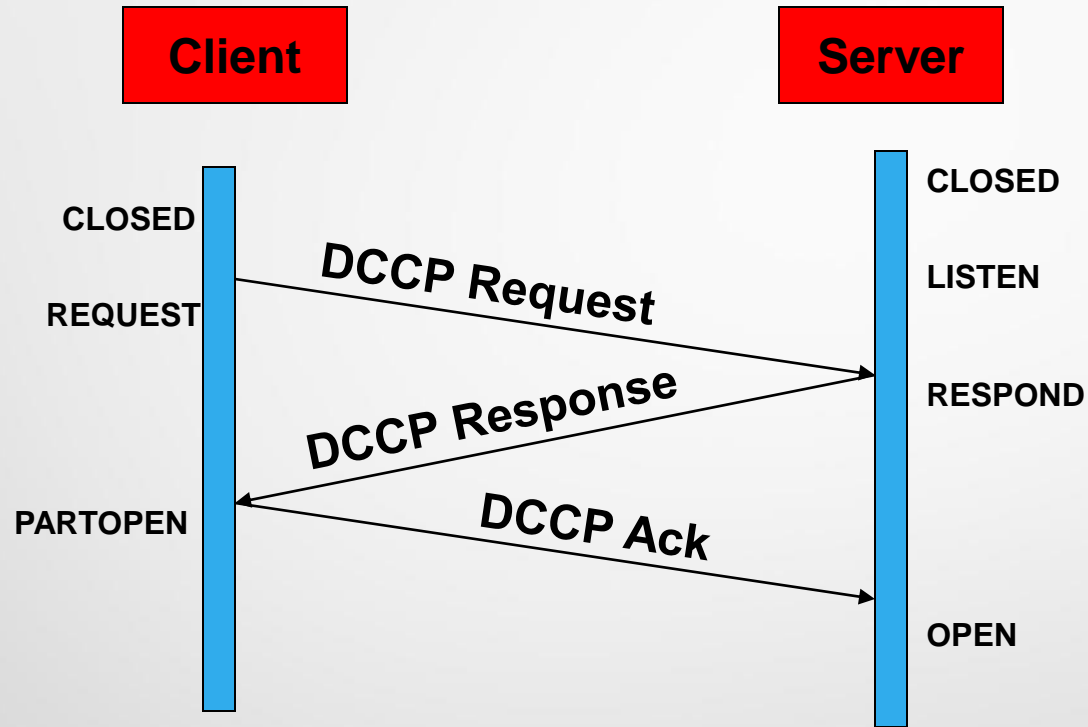 Client
Server
CLOSED
CLOSED
DCCP Request
LISTEN
REQUEST
DCCP Response
RESPOND
PARTOPEN
DCCP Ack
OPEN